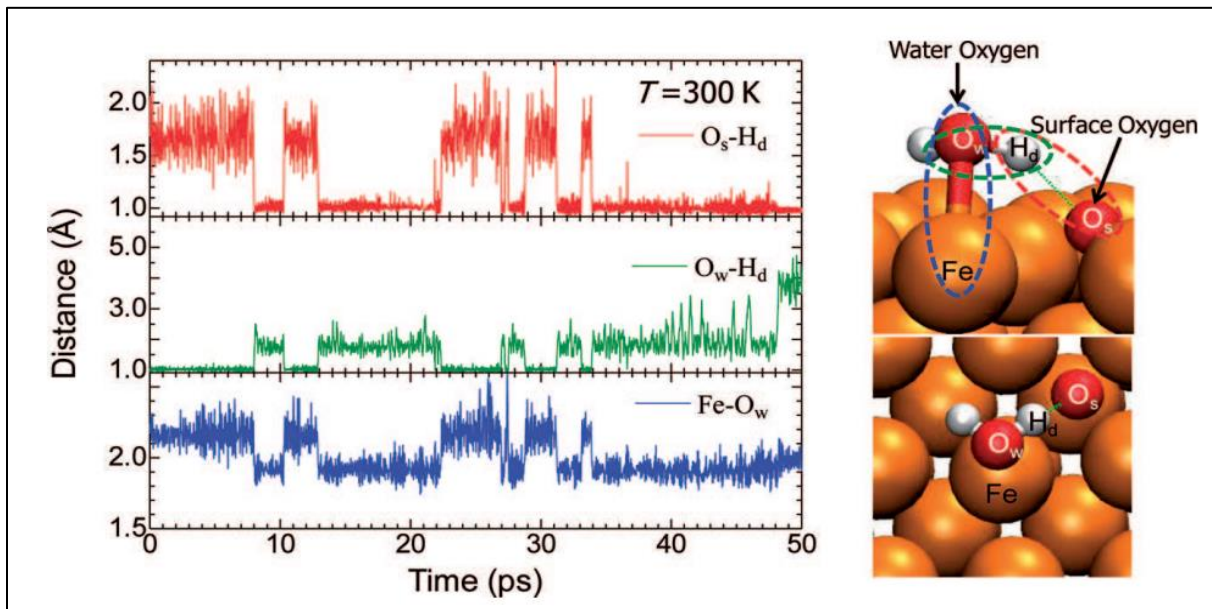 T=300 K
Os-Hd
Ow-Hd
Fe-Ow
Distance (Å)
2.0
1.5
1.0
5.0
3.0
1.0
2.0
1.5
0
10
20
30
40
50
Time (ps)
Water Oxygen
Surface Oxygen
Ow
Hd
Os
Fe
Os
Hd
Ow
Fe